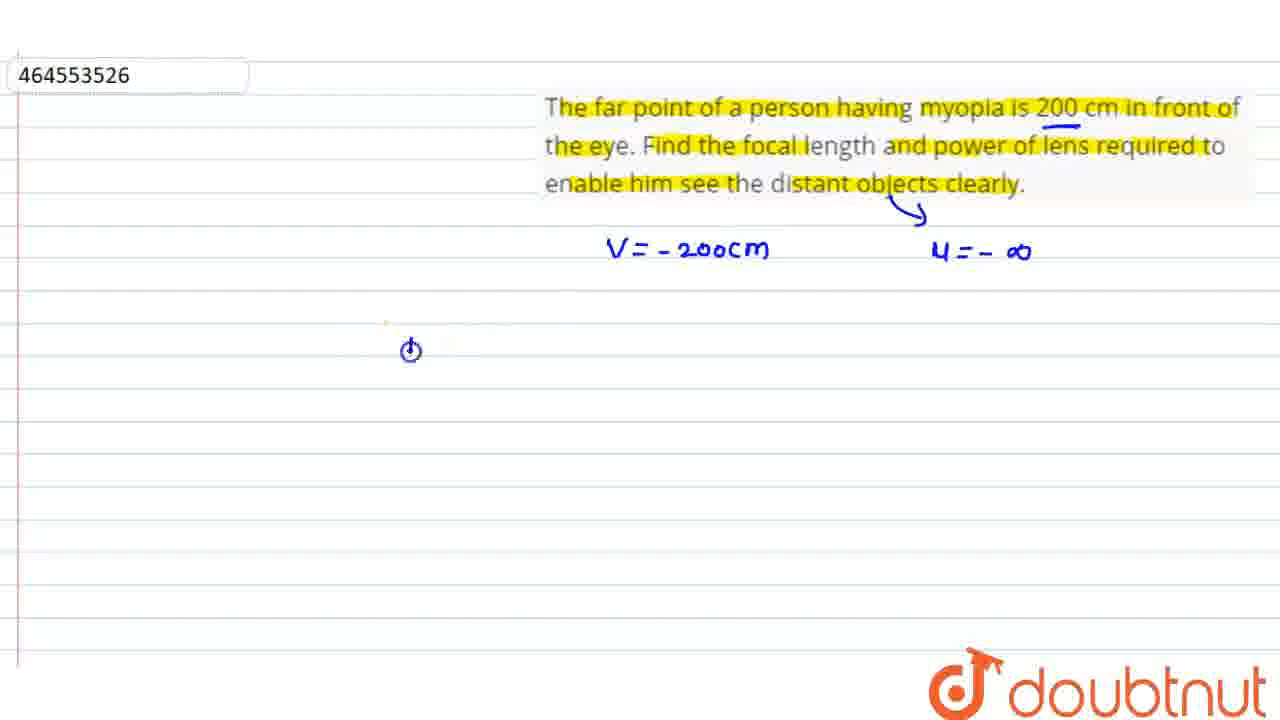 464553526
The far point of a person having myopia is 200 cm in front of
the eye. Find the focal length and power of lens required to
enable him see the distant objects clearly.
V = - 200cm
u = - ∞
doubtnut